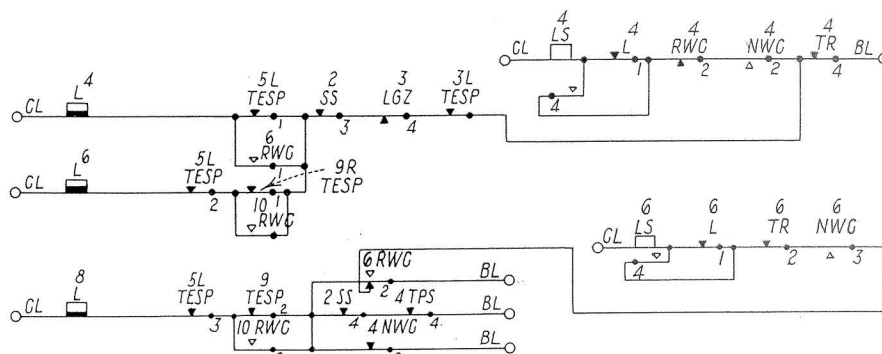 4 4 4 4 4
LS L RWG NWG TR
CL BL
1 2 2 4
4
4 5L 2 3 3L
L TESP SS LGZ TESP
CL 1 3 4
6
RWG
6 5L 9R
L TESP TESP
CL 2 1
10
RWG
6 6 6 6
LS L TR NWG
CL 1 2 3
4
6 RWG
2 BL
8 5L 9
L TESP TESP 2 SS 4 TPS
CL 3 2 4 4 BL
10 RWG 4 NWG
BL